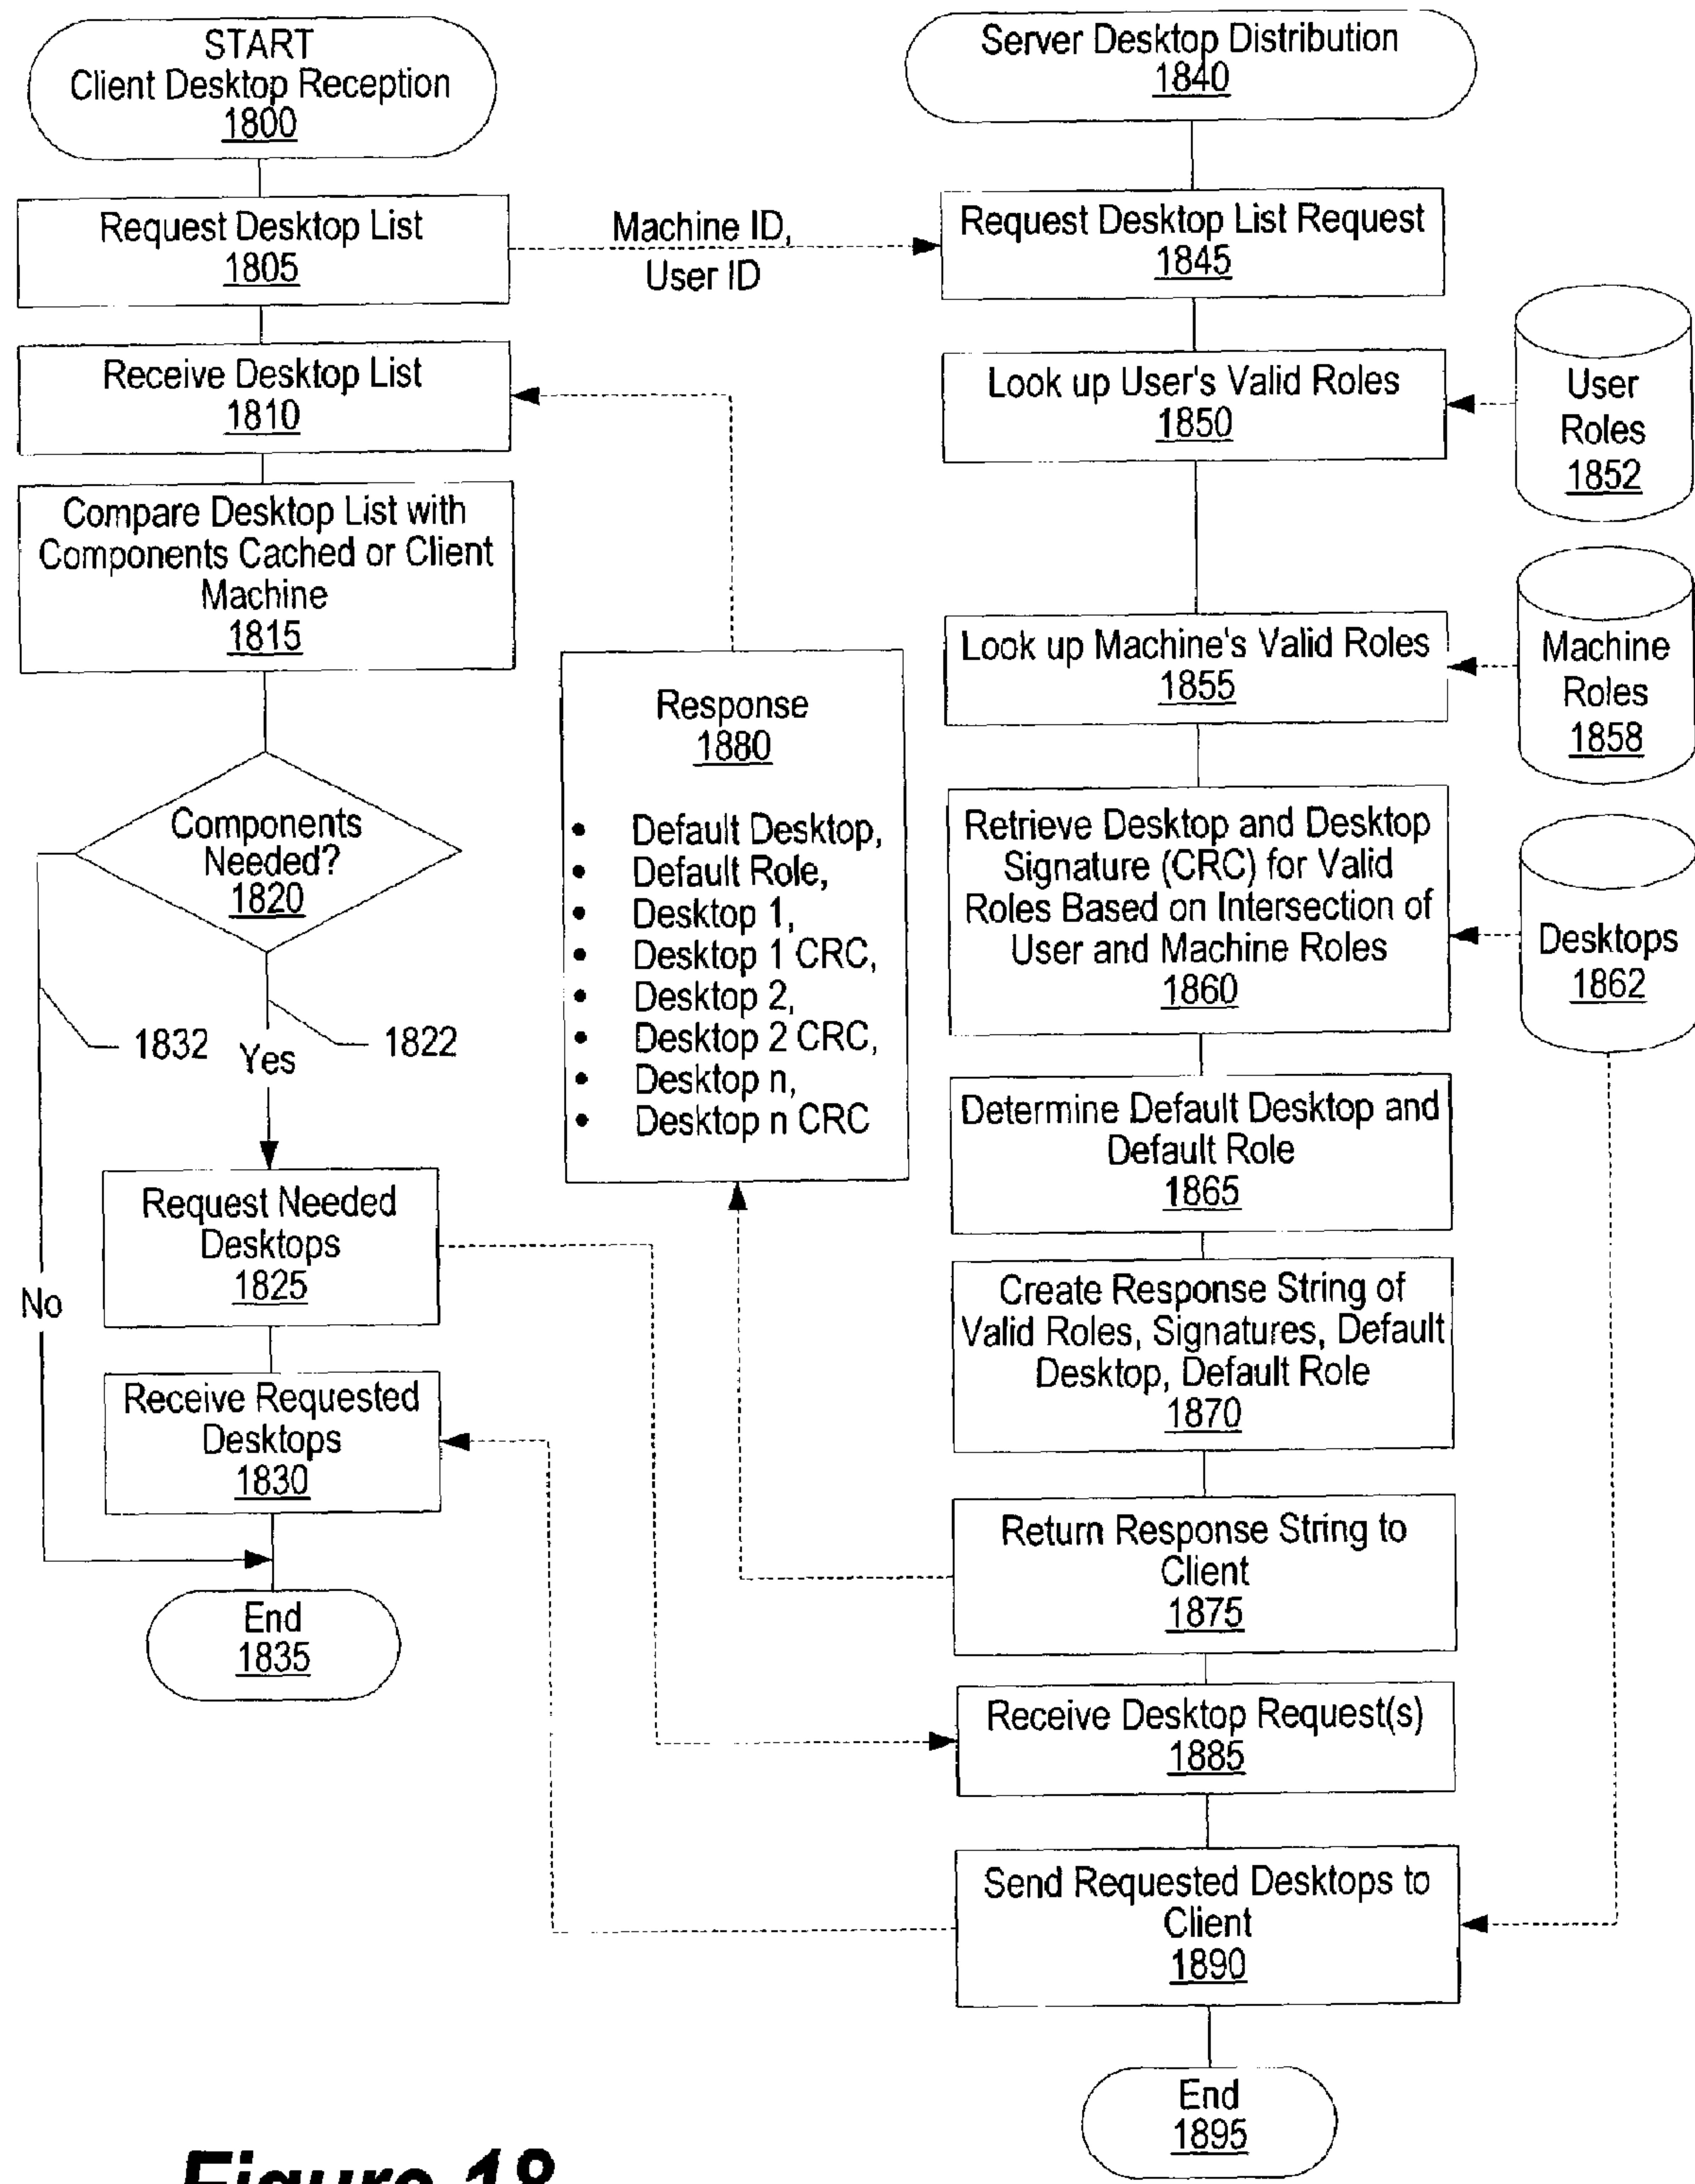 START
Client Desktop Reception
1800
Request Desktop List
1805
Machine ID,
User ID
Receive Desktop List
1810
Compare Desktop List with
Components Cached or Client
Machine
1815
Components
Needed?
1820
1832
Yes
1822
No
Request Needed
Desktops
1825
Receive Requested
Desktops
1830
End
1835
Response
1880
• Default Desktop,
• Default Role,
• Desktop 1,
• Desktop 1 CRC,
• Desktop 2,
• Desktop 2 CRC,
• Desktop n,
• Desktop n CRC
Server Desktop Distribution
1840
Request Desktop List Request
1845
Look up User's Valid Roles
1850
User
Roles
1852
Look up Machine's Valid Roles
1855
Machine
Roles
1858
Retrieve Desktop and Desktop
Signature (CRC) for Valid
Roles Based on Intersection of
User and Machine Roles
1860
Desktops
1862
Determine Default Desktop and
Default Role
1865
Create Response String of
Valid Roles, Signatures, Default
Desktop, Default Role
1870
Return Response String to
Client
1875
Receive Desktop Request(s)
1885
Send Requested Desktops to
Client
1890
End
1895
Figure 18